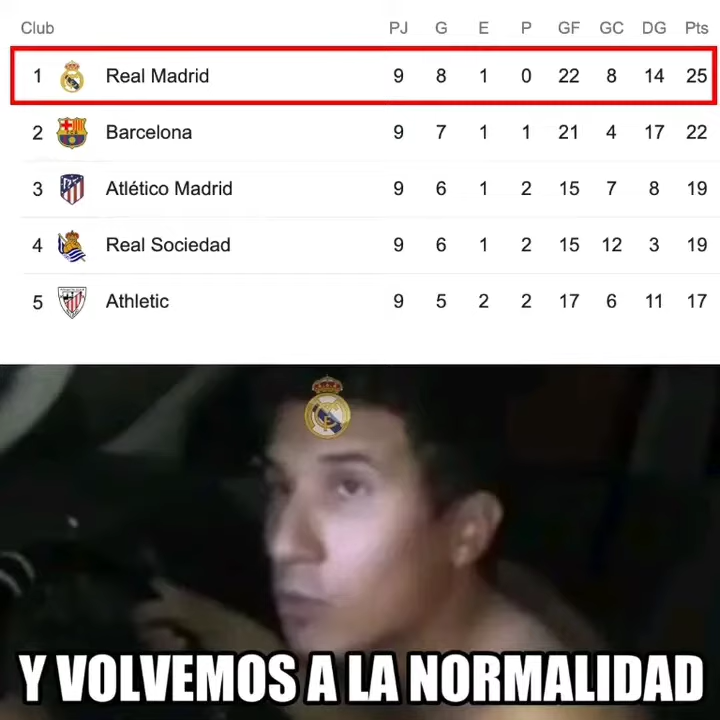 Club PJ G E P GF GC DG Pts
1 Real Madrid 9 8 1 0 22 8 14 25
2 Barcelona 9 7 1 1 21 4 17 22
3 Atlético Madrid 9 6 1 2 15 7 8 19
4 Real Sociedad 9 6 1 2 15 12 3 19
5 Athletic 9 5 2 2 17 6 11 17
Y VOLVEMOS A LA NORMALIDAD